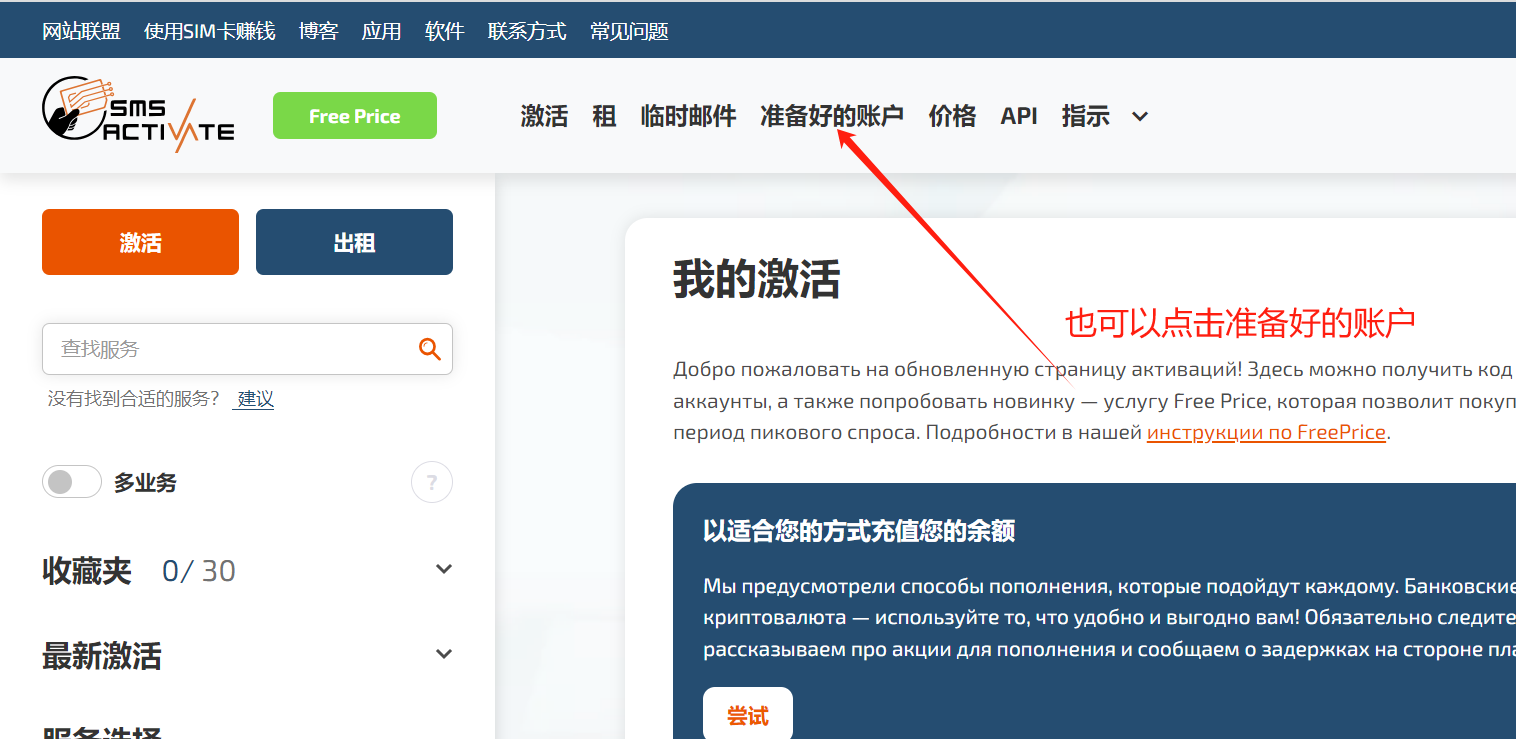 网站联盟 使用SIM卡赚钱 博客 应用 软件 联系方式 常见问题
SMS
ACTIVATE
Free Price
激活 租 临时邮件 准备好的账户 价格 API 指示
激活 出租
查找服务
没有找到合适的服务? 建议
多业务 ?
收藏夹 0/ 30
最新激活
服务选择
我的激活
也可以点击准备好的账户
Добро пожаловать на обновленную страницу активаций! Здесь можно получить код
аккаунты, а также попробовать новинку — услугу Free Price, которая позволит покуп
период пикового спроса. Подробности в нашей инструкции по FreePrice.
以适合您的方式充值您的余额
Мы предусмотрели способы пополнения, которые подойдут каждому. Банковские
криптовалюта — используйте то, что удобно и выгодно вам! Обязательно следите
рассказываем про акции для пополнения и сообщаем о задержках на стороне пла
尝试